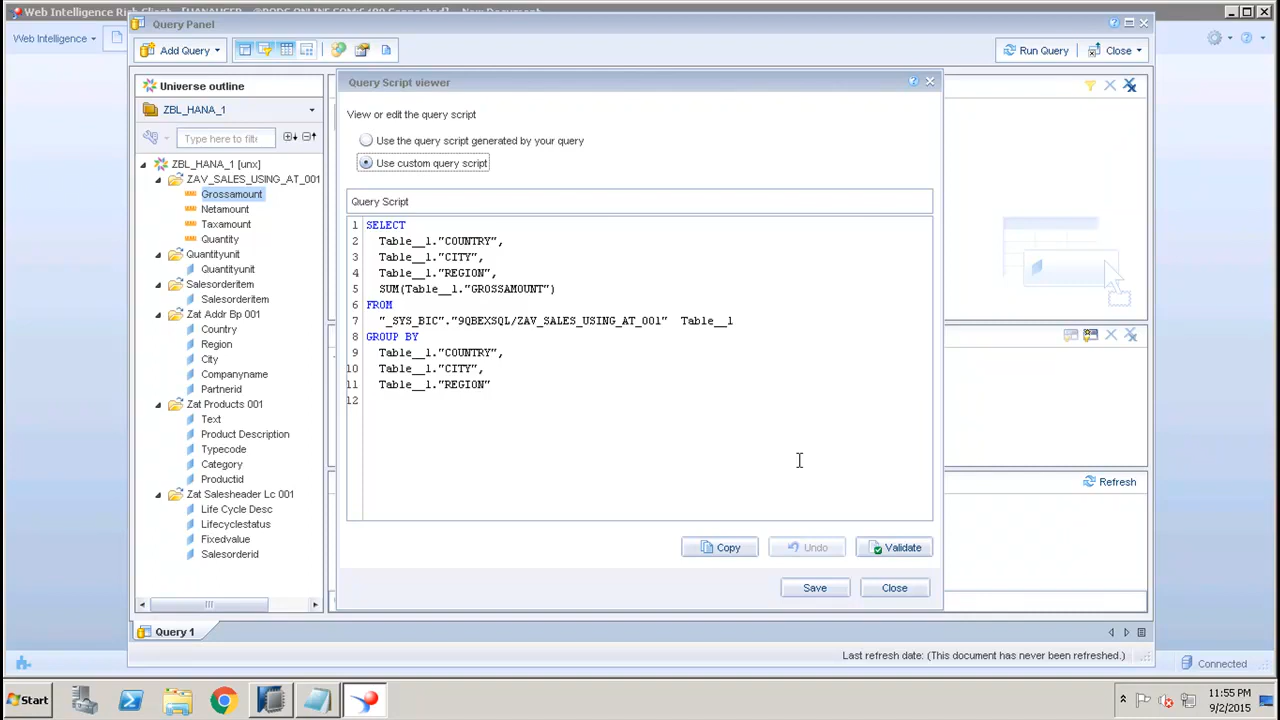 Query Panel
Web Intelligence
Add Query
Run Query
Close
Universe outline
ZBL_HANA_1
Type here to filte
ZBL_HANA_1 [unx]
ZAV_SALES_USING_AT_001
Grossamount
Netamount
Taxamount
Quantity
Quantityunit
Quantityunit
Salesorderitem
Salesorderitem
Zat Addr Bp 001
Country
Region
City
Companyname
Partnerid
Zat Products 001
Text
Product Description
Typecode
Category
Productid
Zat Salesheader Lc 001
Life Cycle Desc
Lifecyclestatus
Fixedvalue
Salesorderid
Query Script viewer
View or edit the query script
Use the query script generated by your query
Use custom query script
Query Script
1 SELECT
2 Table__1."COUNTRY",
3 Table__1."CITY",
4 Table__1."REGION",
5 SUM(Table__1."GROSSAMOUNT")
6 FROM
7 "_SYS_BIC"."9QBEXSQL/ZAV_SALES_USING_AT_001" Table__1
8 GROUP BY
9 Table__1."COUNTRY",
10 Table__1."CITY",
11 Table__1."REGION"
12
Copy
Undo
Validate
Save
Close
Refresh
Query 1
Last refresh date: (This document has never been refreshed.)
Connected
Start
11:55 PM
9/2/2015